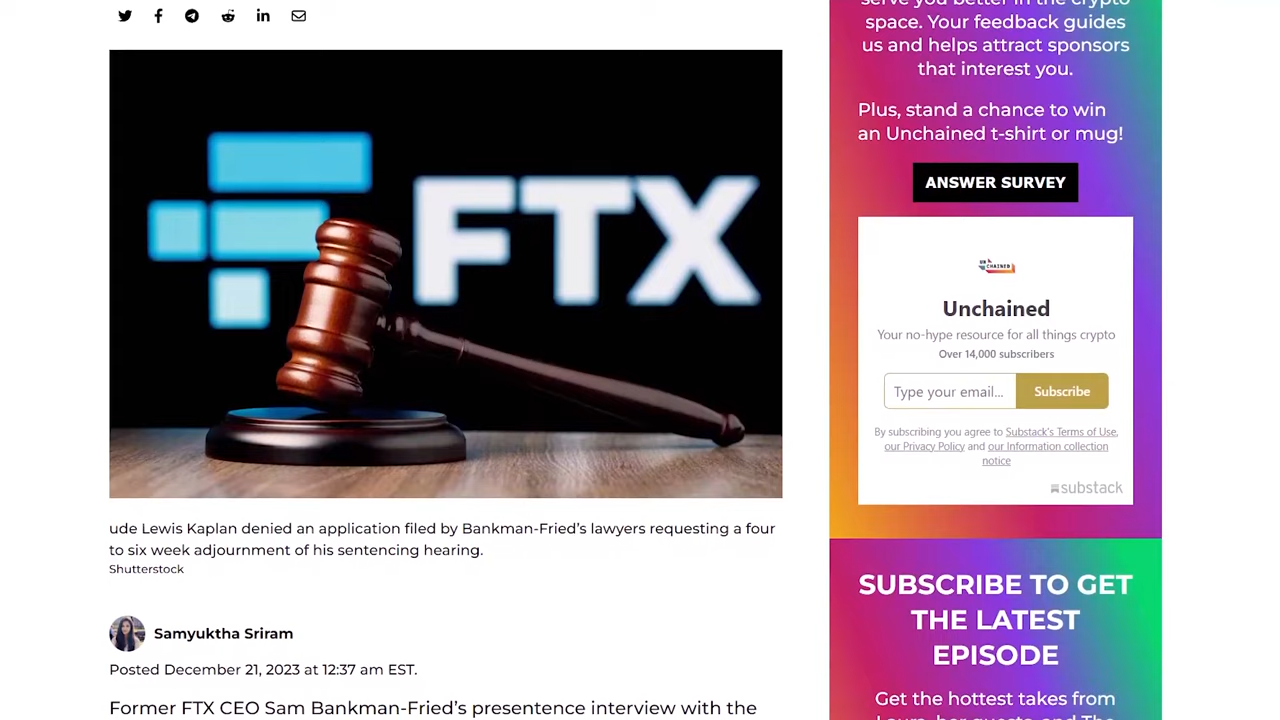 FTX
ude Lewis Kaplan denied an application filed by Bankman-Fried's lawyers requesting a four
to six week adjournment of his sentencing hearing.
Shutterstock
Samyuktha Sriram
Posted December 21, 2023 at 12:37 am EST.
Former FTX CEO Sam Bankman-Fried's presentence interview with the
serve you better in the crypto
space. Your feedback guides
us and helps attract sponsors
that interest you.
Plus, stand a chance to win
an Unchained t-shirt or mug!
ANSWER SURVEY
UNCHAINED
Unchained
Your no-hype resource for all things crypto
Over 14,000 subscribers
Type your email...
Subscribe
By subscribing you agree to Substack's Terms of Use,
our Privacy Policy and our Information collection
notice
substack
SUBSCRIBE TO GET
THE LATEST
EPISODE
Get the hottest takes from
Laura, her guests, and The